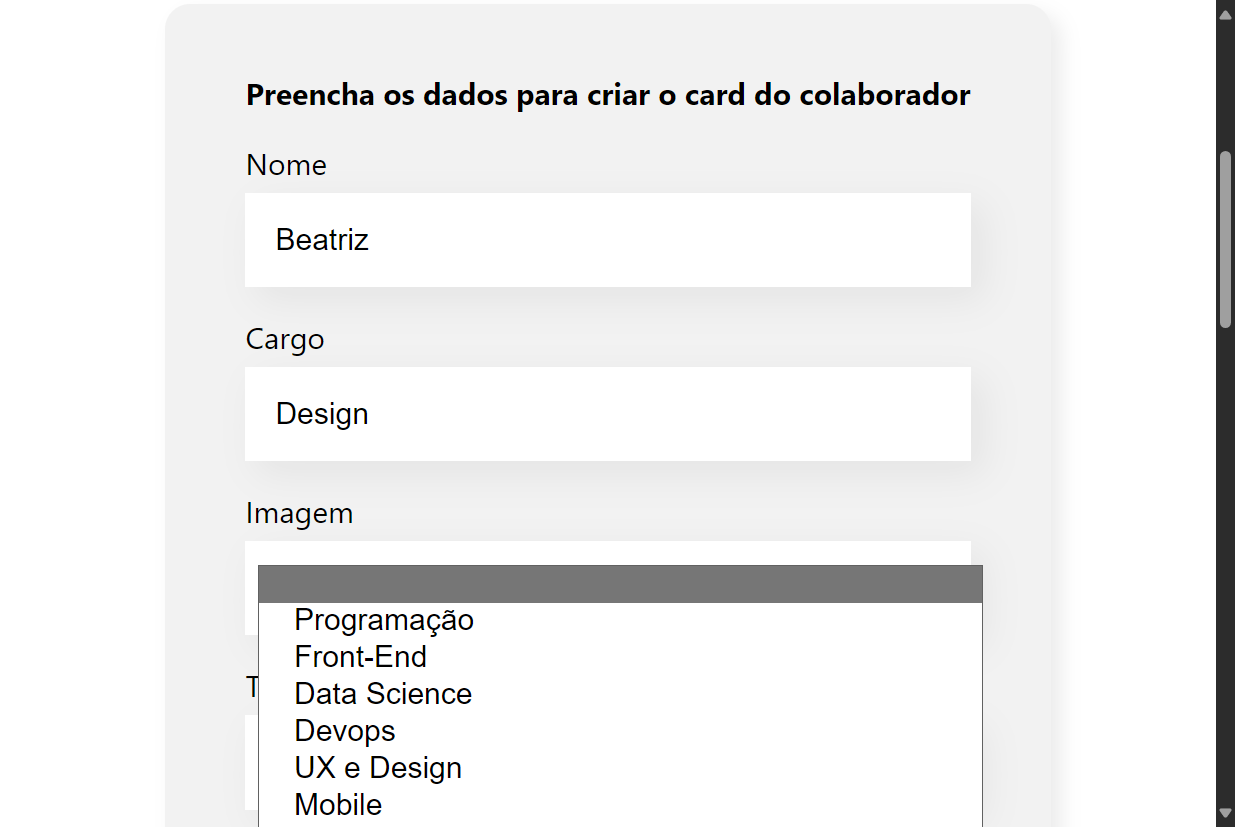 Preencha os dados para criar o card do colaborador
Nome
Beatriz
Cargo
Design
Imagem
Programação
Front-End
Data Science
Devops
UX e Design
Mobile